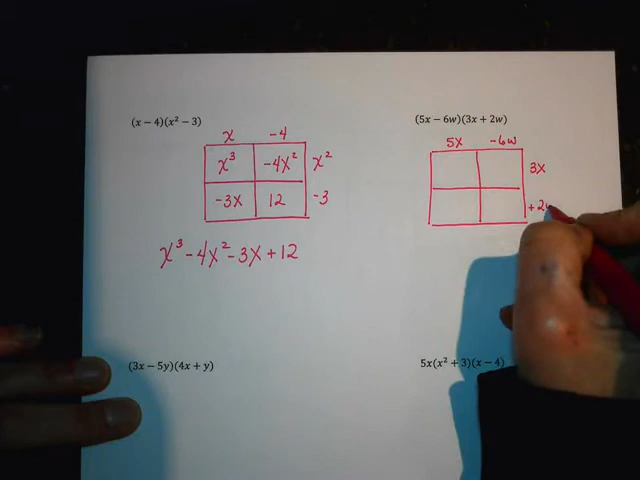 (x − 4)(x² − 3)
x -4
x³ -4x² x²
-3x 12 -3
x³ - 4x² - 3x + 12
(5x − 6w)(3x + 2w)
5x -6w
3x
+2
(3x − 5y)(4x + y)
5x(x² + 3)(x − 4)